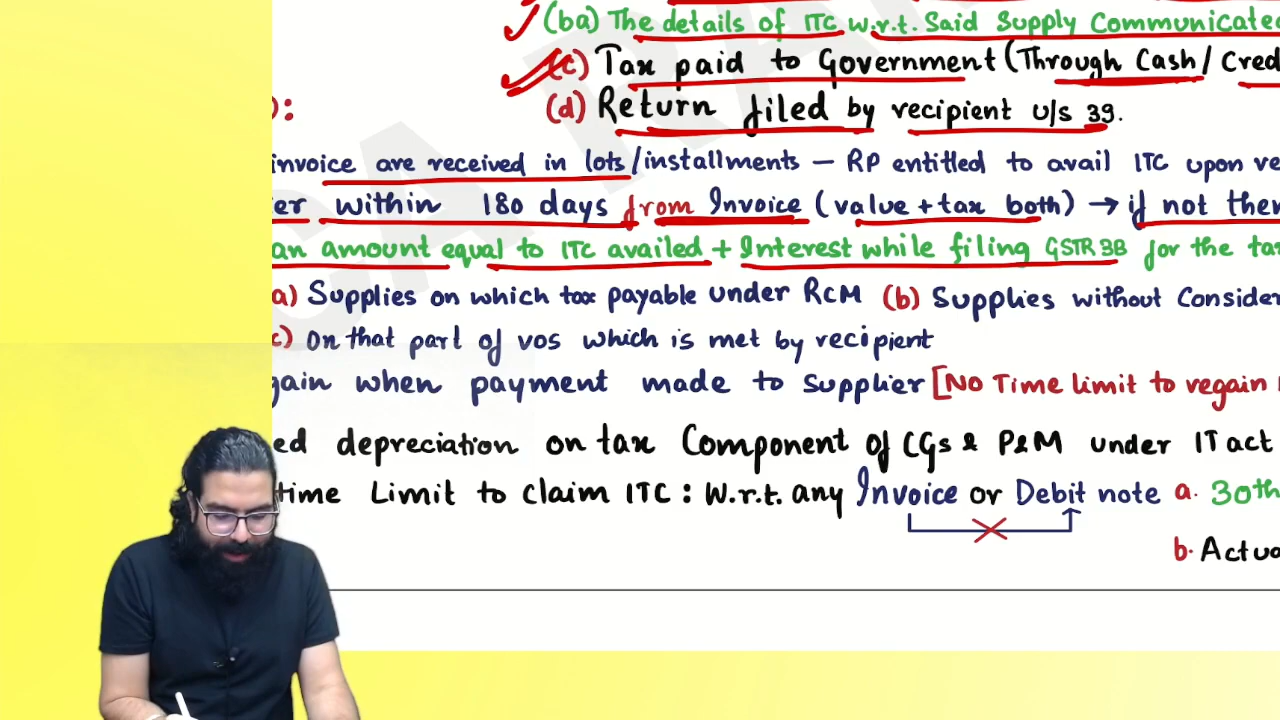 (ba) The details of ITC w.r.t. Said Supply Communicated
(c) Tax paid to Government (Through Cash/ Cred
): (d) Return filed by recipient u/s 39.
invoice are received in lots/installments – RP entitled to avail ITC upon re
er within 180 days from Invoice (value + tax both) → if not then
an amount equal to ITC availed + Interest while filing GSTR 3B for the tax
a) Supplies on which tax payable under RCM (b) Supplies without Consider
c) On that part of vos which is met by recipient
gain when payment made to Supplier [No Time limit to regain
ed depreciation on tax Component of CGs & P&M under IT act
time Limit to Claim ITC : W.r.t. any Invoice or Debit note a. 30th
b. Actua